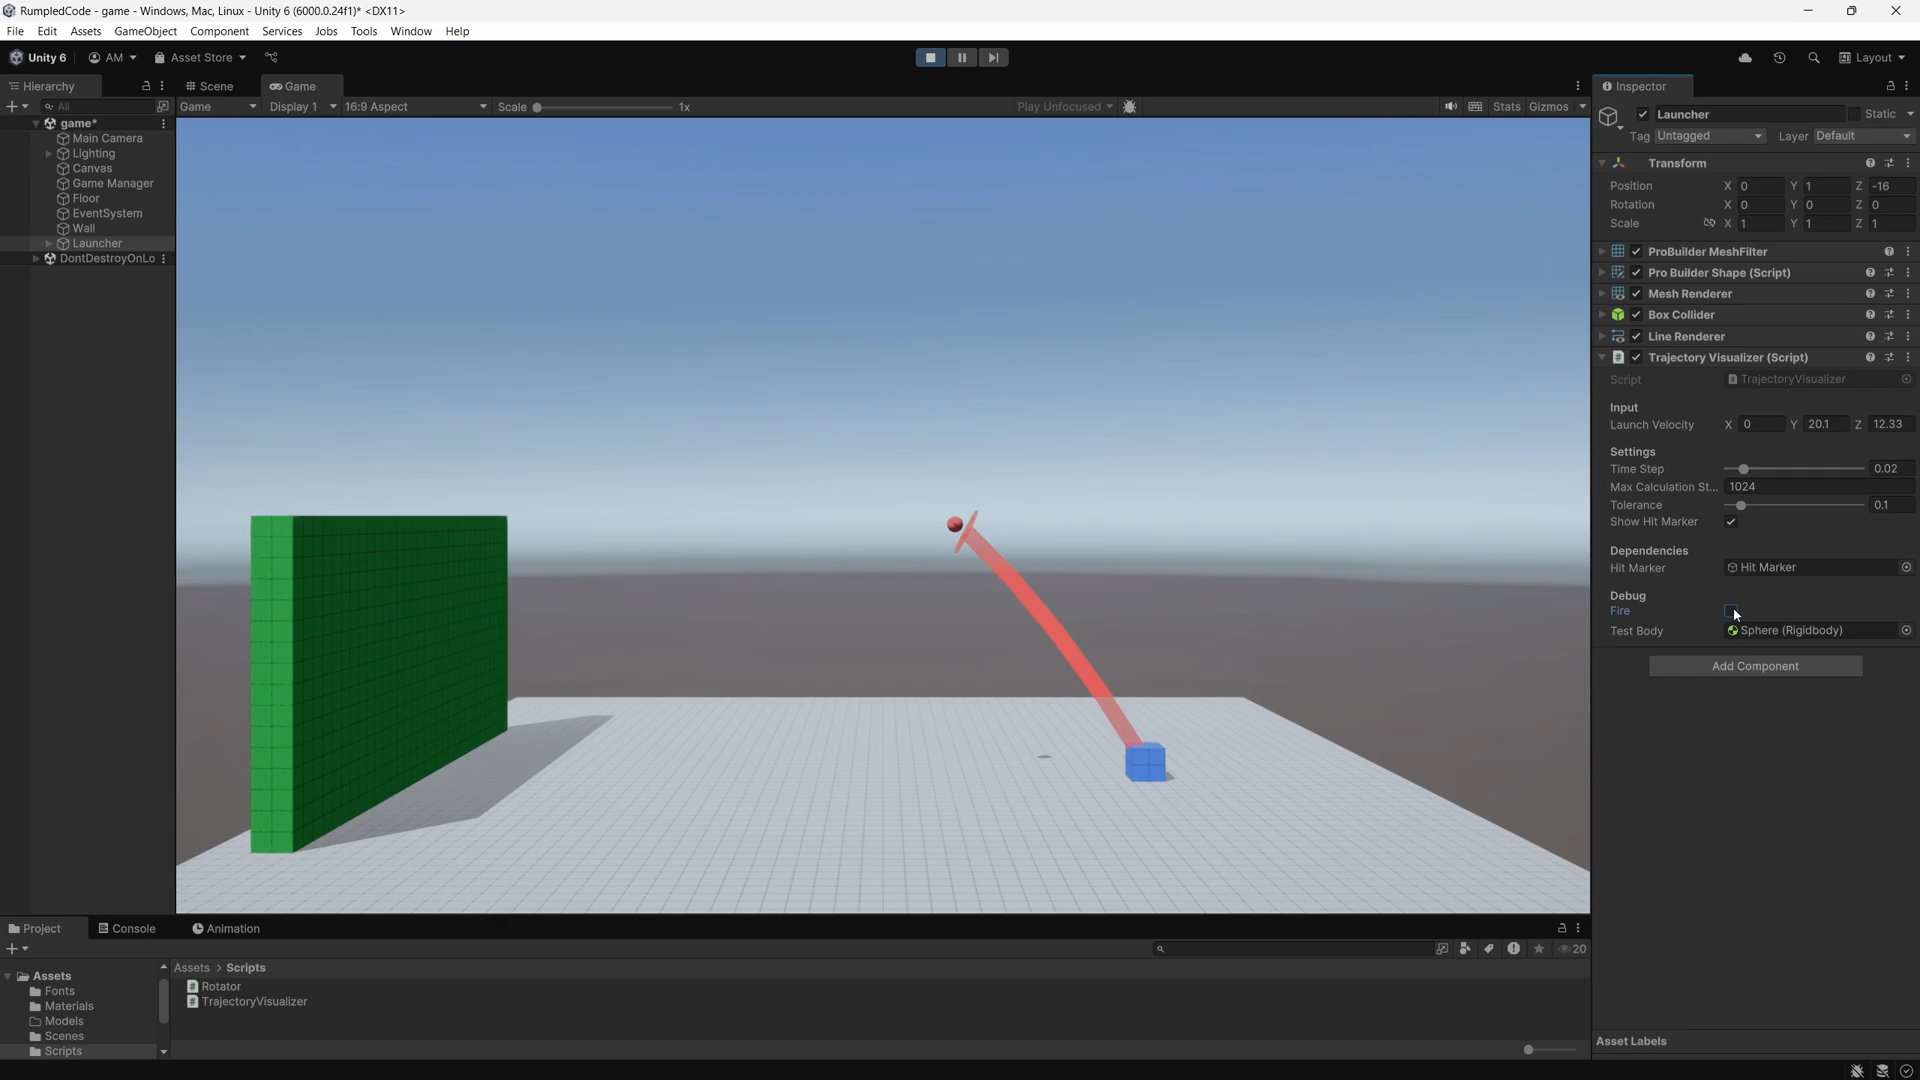 RumpledCode - game - Windows, Mac, Linux - Unity 6 (6000.0.24f1)* <DX11>
File Edit Assets GameObject Component Services Jobs Tools Window Help
Unity 6 AM Asset Store Layout
Hierarchy Scene Game Inspector
All Game Display 1 16:9 Aspect Scale 1x Play Unfocused Stats Gizmos
game*
Main Camera
Lighting
Canvas
Game Manager
Floor
EventSystem
Wall
Launcher
DontDestroyOnLo
Launcher Static
Tag Untagged Layer Default
Transform
Position X 0 Y 1 Z -16
Rotation X 0 Y 0 Z 0
Scale X 1 Y 1 Z 1
ProBuilder MeshFilter
Pro Builder Shape (Script)
Mesh Renderer
Box Collider
Line Renderer
Trajectory Visualizer (Script)
Script TrajectoryVisualizer
Input
Launch Velocity X 0 Y 20.1 Z 12.33
Settings
Time Step 0.02
Max Calculation St... 1024
Tolerance 0.1
Show Hit Marker
Dependencies
Hit Marker Hit Marker
Debug
Fire
Test Body Sphere (Rigidbody)
Add Component
Project Console Animation
20
Assets
Fonts
Materials
Models
Scenes
Scripts
Assets > Scripts
Rotator
TrajectoryVisualizer
Asset Labels